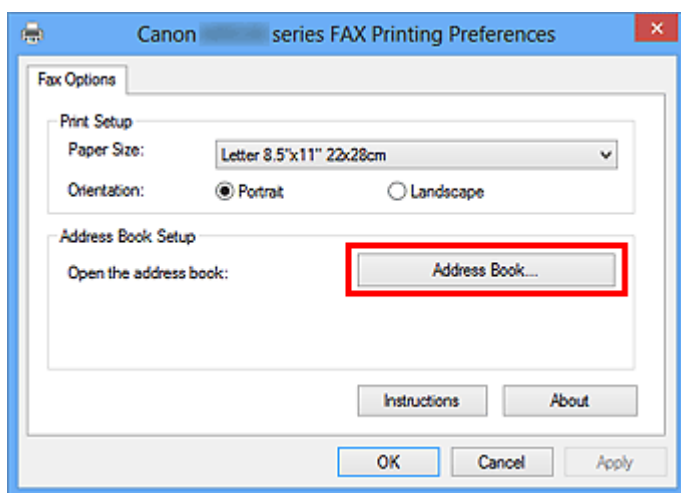 Canon series FAX Printing Preferences
Fax Options
Print Setup
Paper Size: Letter 8.5"x11" 22x28cm
Orientation: Portrait Landscape
Address Book Setup
Open the address book: Address Book...
Instructions About
OK Cancel Apply